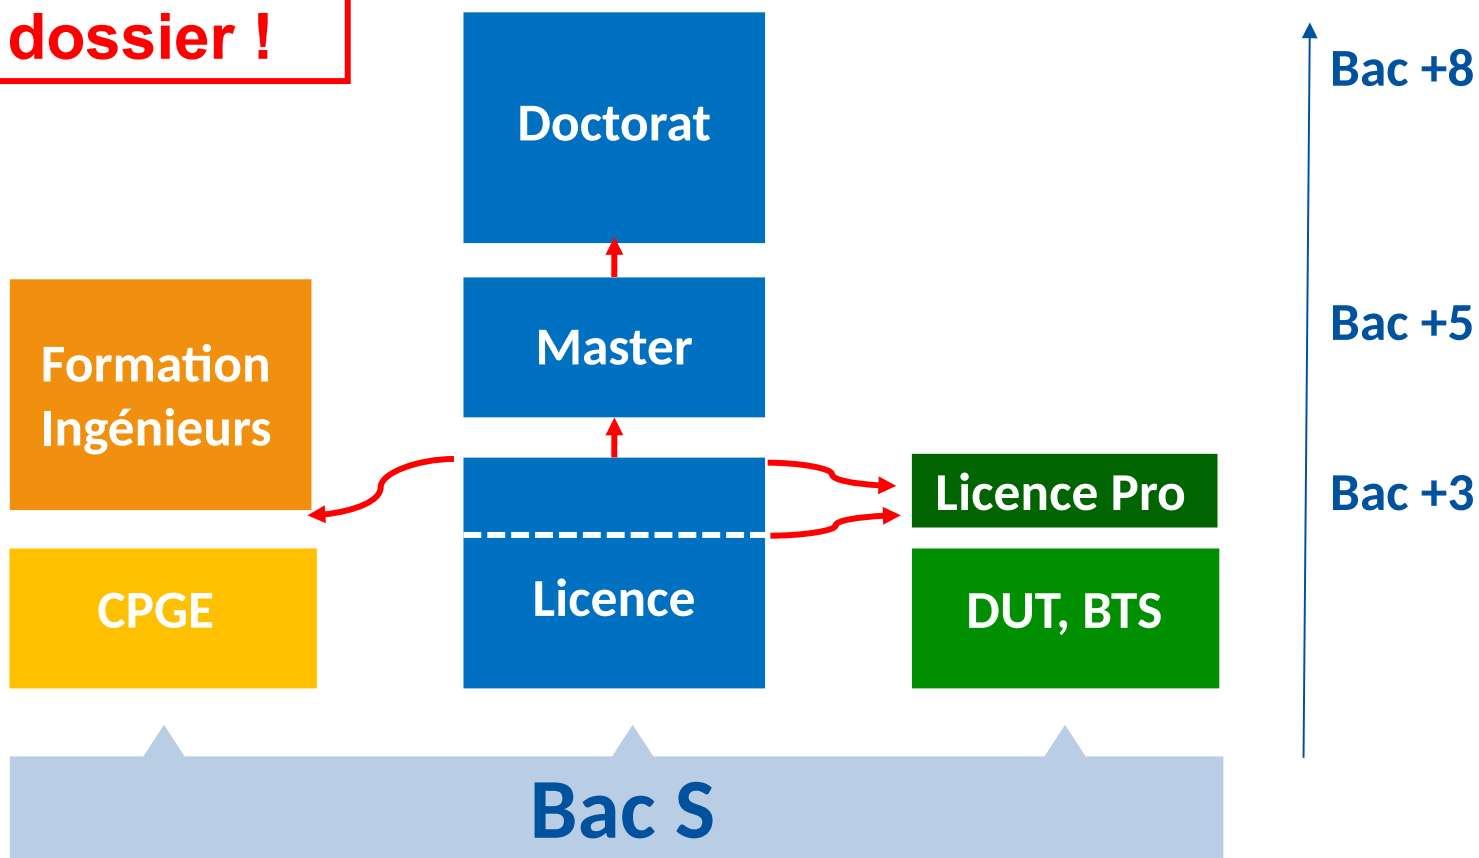 dossier !
Doctorat
Bac +8
Master
Bac +5
Formation
Ingénieurs
Licence Pro
Bac +3
CPGE
Licence
DUT, BTS
Bac S